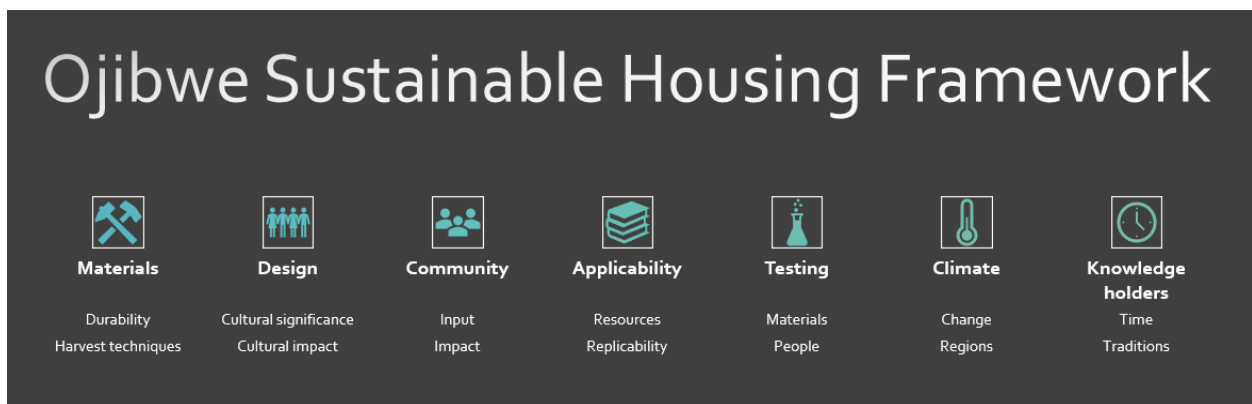 Ojibwe Sustainable Housing Framework
Materials
Durability
Harvest techniques
Design
Cultural significance
Cultural impact
Community
Input
Impact
Applicability
Resources
Replicability
Testing
Materials
People
Climate
Change
Regions
Knowledge
holders
Time
Traditions